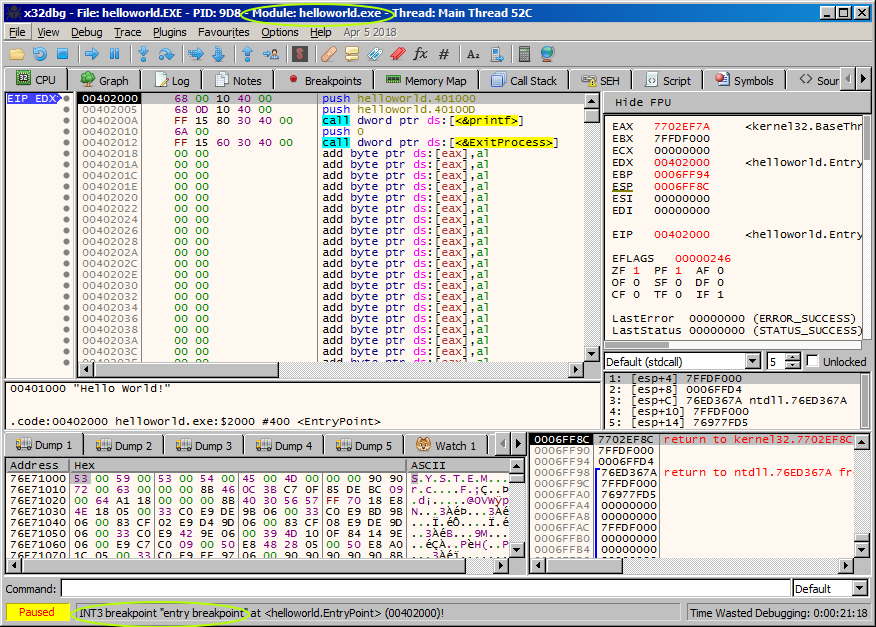 x32dbg - File: helloworld.EXE - PID: 9D8 - Module: helloworld.exe - Thread: Main Thread 52C
File View Debug Trace Plugins Favourites Options Help Apr 5 2018
CPU Graph Log Notes Breakpoints Memory Map Call Stack SEH Script Symbols Sour
EIP EDX
00402000 68 00 10 40 00 push helloworld.401000
00402005 68 0D 10 40 00 push helloworld.40100D
0040200A FF 15 80 30 40 00 call dword ptr ds:[<&printf>]
00402010 6A 00 push 0
00402012 FF 15 60 30 40 00 call dword ptr ds:[<&ExitProcess>]
00402018 00 00 add byte ptr ds:[eax],al
0040201A 00 00 add byte ptr ds:[eax],al
0040201C 00 00 add byte ptr ds:[eax],al
0040201E 00 00 add byte ptr ds:[eax],al
00402020 00 00 add byte ptr ds:[eax],al
00402022 00 00 add byte ptr ds:[eax],al
00402024 00 00 add byte ptr ds:[eax],al
00402026 00 00 add byte ptr ds:[eax],al
00402028 00 00 add byte ptr ds:[eax],al
0040202A 00 00 add byte ptr ds:[eax],al
0040202C 00 00 add byte ptr ds:[eax],al
0040202E 00 00 add byte ptr ds:[eax],al
00402030 00 00 add byte ptr ds:[eax],al
00402032 00 00 add byte ptr ds:[eax],al
00402034 00 00 add byte ptr ds:[eax],al
00402036 00 00 add byte ptr ds:[eax],al
00402038 00 00 add byte ptr ds:[eax],al
0040203A 00 00 add byte ptr ds:[eax],al
0040203C 00 00 add byte ptr ds:[eax],al
Hide FPU
EAX 7702EF7A <kernel32.BaseThr
EBX 7FFDF000
ECX 00000000
EDX 00402000 <helloworld.Entry
EBP 0006FF94
ESP 0006FF8C
ESI 00000000
EDI 00000000
EIP 00402000 <helloworld.Entry
EFLAGS 00000246
ZF 1 PF 1 AF 0
OF 0 SF 0 DF 0
CF 0 TF 0 IF 1
LastError 00000000 (ERROR_SUCCESS)
LastStatus 00000000 (STATUS_SUCCESS)
Default (stdcall) 5 Unlocked
1: [esp+4] 7FFDF000
2: [esp+8] 0006FFD4
3: [esp+C] 76ED367A ntdll.76ED367A
4: [esp+10] 7FFDF000
5: [esp+14] 76977FD5
00401000 "Hello World!"
.code:00402000 helloworld.exe:$2000 #400 <EntryPoint>
Dump 1 Dump 2 Dump 3 Dump 4 Dump 5 Watch 1
Address Hex ASCII
76E71000 53 00 59 00 53 00 54 00 45 00 4D 00 00 00 90 90 S.Y.S.T.E.M...
76E71010 72 00 63 00 00 00 8B 46 0C 3B C7 0F 85 DE BC 09 r.c....F.;Ç..Þ
76E71020 00 64 A1 18 00 00 00 8B 40 30 56 57 FF 70 18 E8 .d¡.....@0VWÿp
76E71030 4E 18 05 00 33 C0 E9 DE 9B 06 00 33 C0 E9 BD 9B N...3ÀéÞ...3Àé
76E71040 06 00 83 CF 02 E9 D4 9D 06 00 83 CF 08 E9 DE 9D ...Ï.éÔ....Ï.é
76E71050 06 00 33 C0 E9 42 9E 06 00 39 4D 10 0F 84 14 9E ..3ÀéB...9M...
76E71060 00 E9 C7 C0 09 00 50 E8 48 28 05 00 50 E8 A0 .éÇÀ..PèH(..P
76E71070
0006FF8C 7702EF8C return to kernel32.7702EF8C
0006FF90 7FFDF000
0006FF94 0006FFD4
0006FF98 76ED367A return to ntdll.76ED367A fr
0006FF9C 7FFDF000
0006FFA0 76977FD5
0006FFA4 00000000
0006FFA8 00000000
0006FFAC 7FFDF000
0006FFB0 00000000
0006FFB4 00000000
Command: Default
Paused INT3 breakpoint "entry breakpoint" at <helloworld.EntryPoint> (00402000)! Time Wasted Debugging: 0:00:21:18